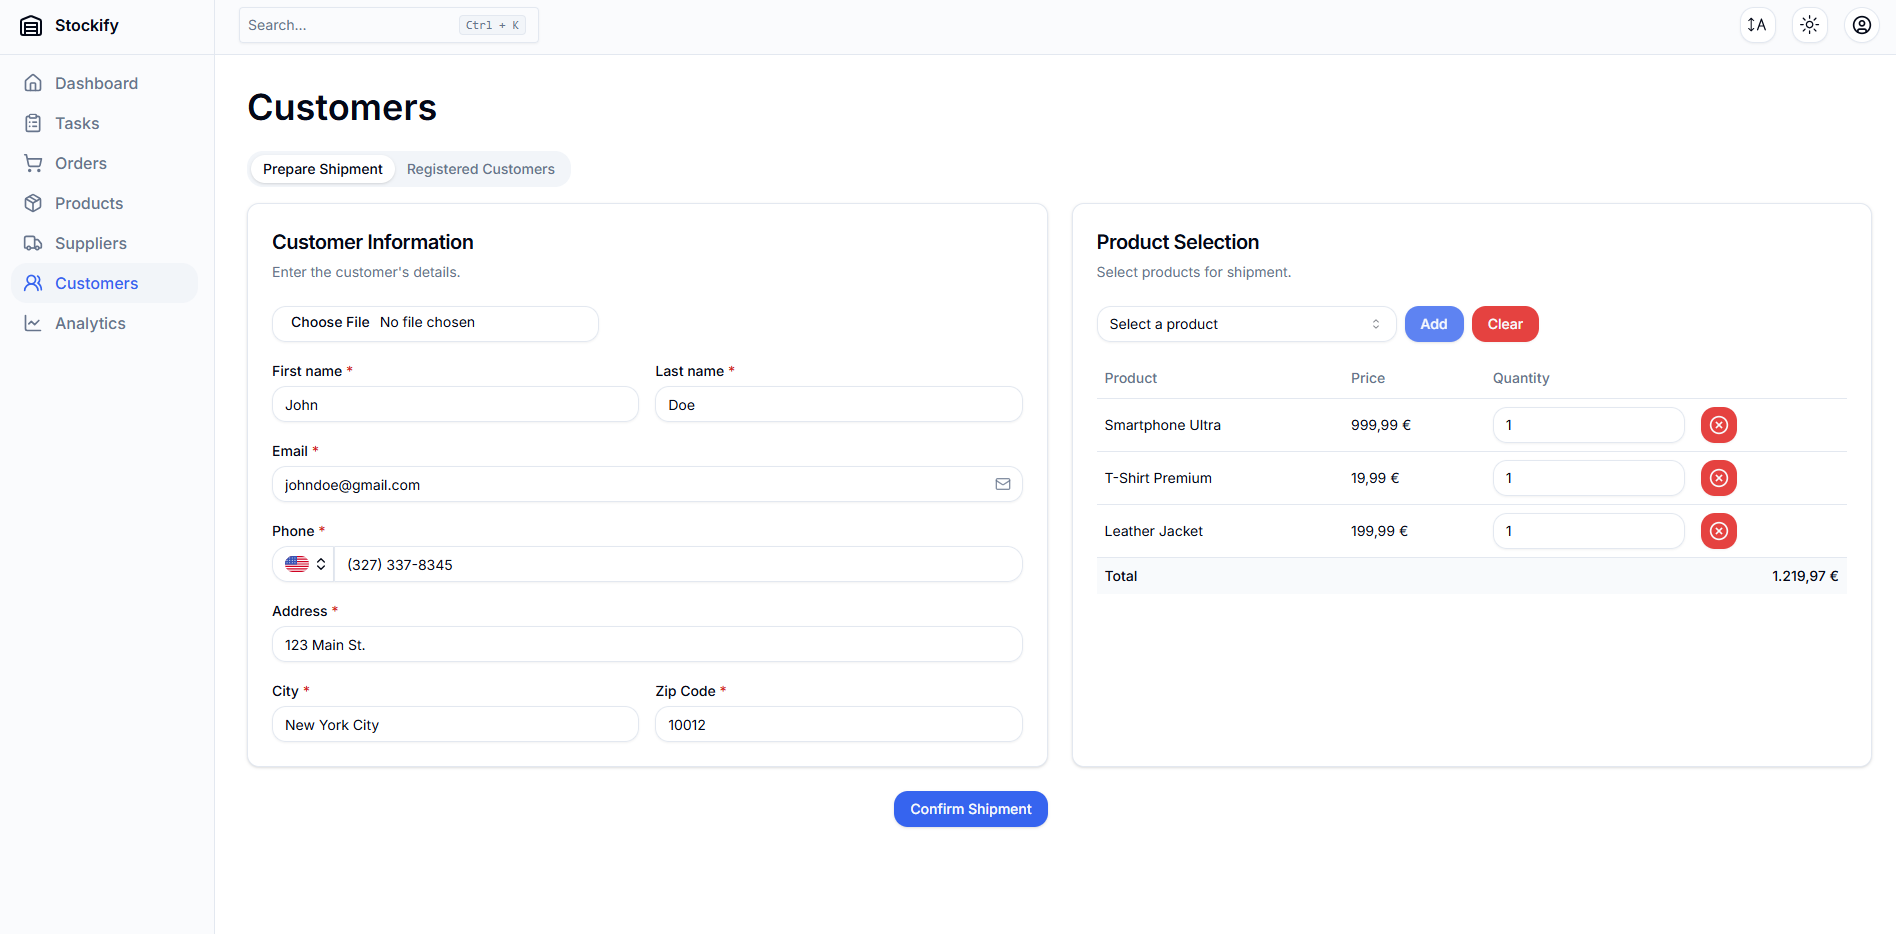 Stockify
Search...
Ctrl + K
A
Dashboard
Tasks
Orders
Products
Suppliers
Customers
Analytics
Customers
Prepare Shipment
Registered Customers
Customer Information
Enter the customer's details.
Choose File No file chosen
First name *
Last name *
John
Doe
Email *
johndoe@gmail.com
Phone *
(327) 337-8345
Address *
123 Main St.
City *
Zip Code *
New York City
10012
Product Selection
Select products for shipment.
Select a product
Add
Clear
Product Price Quantity
Smartphone Ultra 999,99 € 1
T-Shirt Premium 19,99 € 1
Leather Jacket 199,99 € 1
Total 1.219,97 €
Confirm Shipment